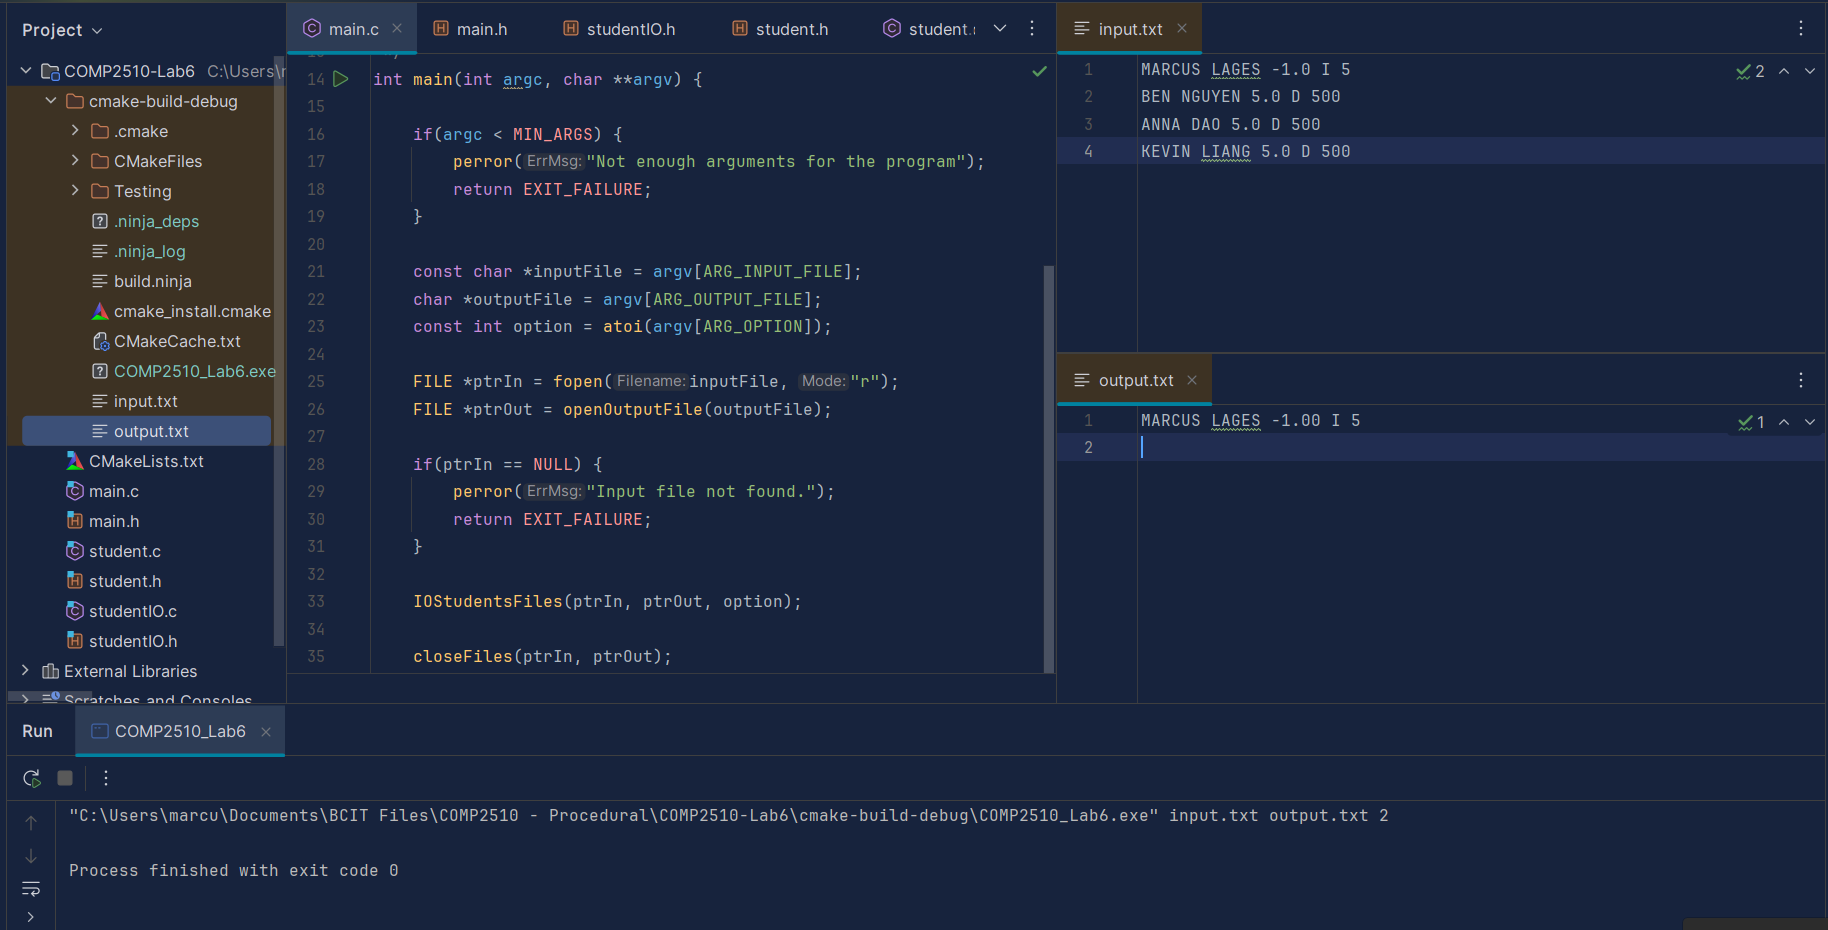 Project
COMP2510-Lab6 C:\Users\
cmake-build-debug
.cmake
CMakeFiles
Testing
.ninja_deps
.ninja_log
build.ninja
cmake_install.cmake
CMakeCache.txt
COMP2510_Lab6.exe
input.txt
output.txt
CMakeLists.txt
main.c
main.h
student.c
student.h
studentIO.c
studentIO.h
External Libraries
Scratches and Consoles
main.c
main.h
studentIO.h
student.h
student.
14 int main(int argc, char **argv) {
15
16 if(argc < MIN_ARGS) {
17 perror( ErrMsg: "Not enough arguments for the program");
18 return EXIT_FAILURE;
19 }
20
21 const char *inputFile = argv[ARG_INPUT_FILE];
22 char *outputFile = argv[ARG_OUTPUT_FILE];
23 const int option = atoi(argv[ARG_OPTION]);
24
25 FILE *ptrIn = fopen( Filename: inputFile, Mode: "r");
26 FILE *ptrOut = openOutputFile(outputFile);
27
28 if(ptrIn == NULL) {
29 perror( ErrMsg: "Input file not found.");
30 return EXIT_FAILURE;
31 }
32
33 IOStudentsFiles(ptrIn, ptrOut, option);
34
35 closeFiles(ptrIn, ptrOut);
input.txt
1 MARCUS LAGES -1.0 I 5
2
2 BEN NGUYEN 5.0 D 500
3 ANNA DAO 5.0 D 500
4 KEVIN LIANG 5.0 D 500
output.txt
1 MARCUS LAGES -1.00 I 5
1
2
Run
COMP2510_Lab6
"C:\Users\marcu\Documents\BCIT Files\COMP2510 - Procedural\COMP2510-Lab6\cmake-build-debug\COMP2510_Lab6.exe" input.txt output.txt 2
Process finished with exit code 0